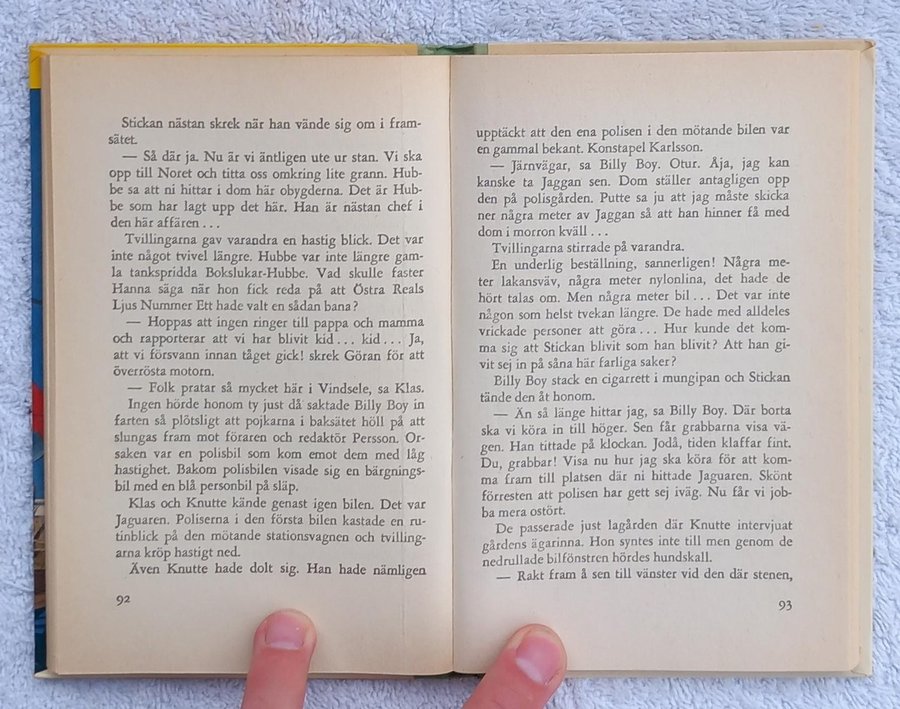 Stickan nästan skrek när han vände sig om i fram-
sätet.
— Så där ja. Nu är vi äntligen ute ur stan. Vi ska
opp till Noret och titta oss omkring lite grann. Hub-
be sa att ni hittar i dom här obygderna. Det är Hub-
be som har lagt upp det här. Han är nästan chef i
den här affären . . .
Tvillingarna gav varandra en hastig blick. Det var
inte något tvivel längre. Hubbe var inte längre gam-
la tankspridda Bokslukar-Hubbe. Vad skulle faster
Hanna säga när hon fick reda på att Östra Reals
Ljus Nummer Ett hade valt en sådan bana?
— Hoppas att ingen ringer till pappa och mamma
och rapporterar att vi har blivit kid . . . kid . . . Ja,
att vi försvann innan tåget gick! skrek Göran för att
överrösta motorn.
— Folk pratar så mycket här i Vindsele, sa Klas.
Ingen hörde honom ty just då saktade Billy Boy in
farten så plötsligt att pojkarna i baksätet höll på att
slungas fram mot föraren och redaktör Persson. Or-
saken var en polisbil som kom emot dem med låg
hastighet. Bakom polisbilen visade sig en bärgnings-
bil med en blå personbil på släp.
Klas och Knutte kände genast igen bilen. Det var
Jaguaren. Poliserna i den första bilen kastade en ru-
tinblick på den mötande stationsvagnen och tvilling-
arna kröp hastigt ned.
Även Knutte hade dolt sig. Han hade nämligen
92
upptäckt att den ena polisen i den mötande bilen var
en gammal bekant. Konstapel Karlsson.
— Järnvägar, sa Billy Boy. Otur. Äja, jag kan
kanske ta Jaggan sen. Dom ställer antagligen opp
den på polisgården. Putte sa ju att jag måste skicka
ner några meter av Jaggan så att han hinner få med
dom i morron kväll . . .
Tvillingarna stirrade på varandra.
En underlig beställning, sannerligen! Några me-
ter lakansväv, några meter nylonlina, det hade de
hört talas om. Men några meter bil . . . Det var inte
någon som helst tvekan längre. De hade med alldeles
vrickade personer att göra . . . Hur kunde det kom-
ma sig att Stickan blivit som han blivit? Att han gi-
vit sej in på såna här farliga saker?
Billy Boy stack en cigarrett i mungipan och Stickan
tände den åt honom.
— Än så länge hittar jag, sa Billy Boy. Där borta
ska vi köra in till höger. Sen får grabbarna visa vä-
gen. Han tittade på klockan. Jodå, tiden klaffar fint.
Du, grabbar! Visa nu hur jag ska köra för att kom-
ma fram till platsen där ni hittade Jaguaren. Skönt
förresten att polisen har gett sej iväg. Nu får vi job-
ba mera ostört.
De passerade just lagården där Knutte intervjuat
gårdens ägarinna. Hon syntes inte till men genom de
nedrullade bilfönstren hördes hundskall.
— Rakt fram å sen till vänster vid den där stenen,
93